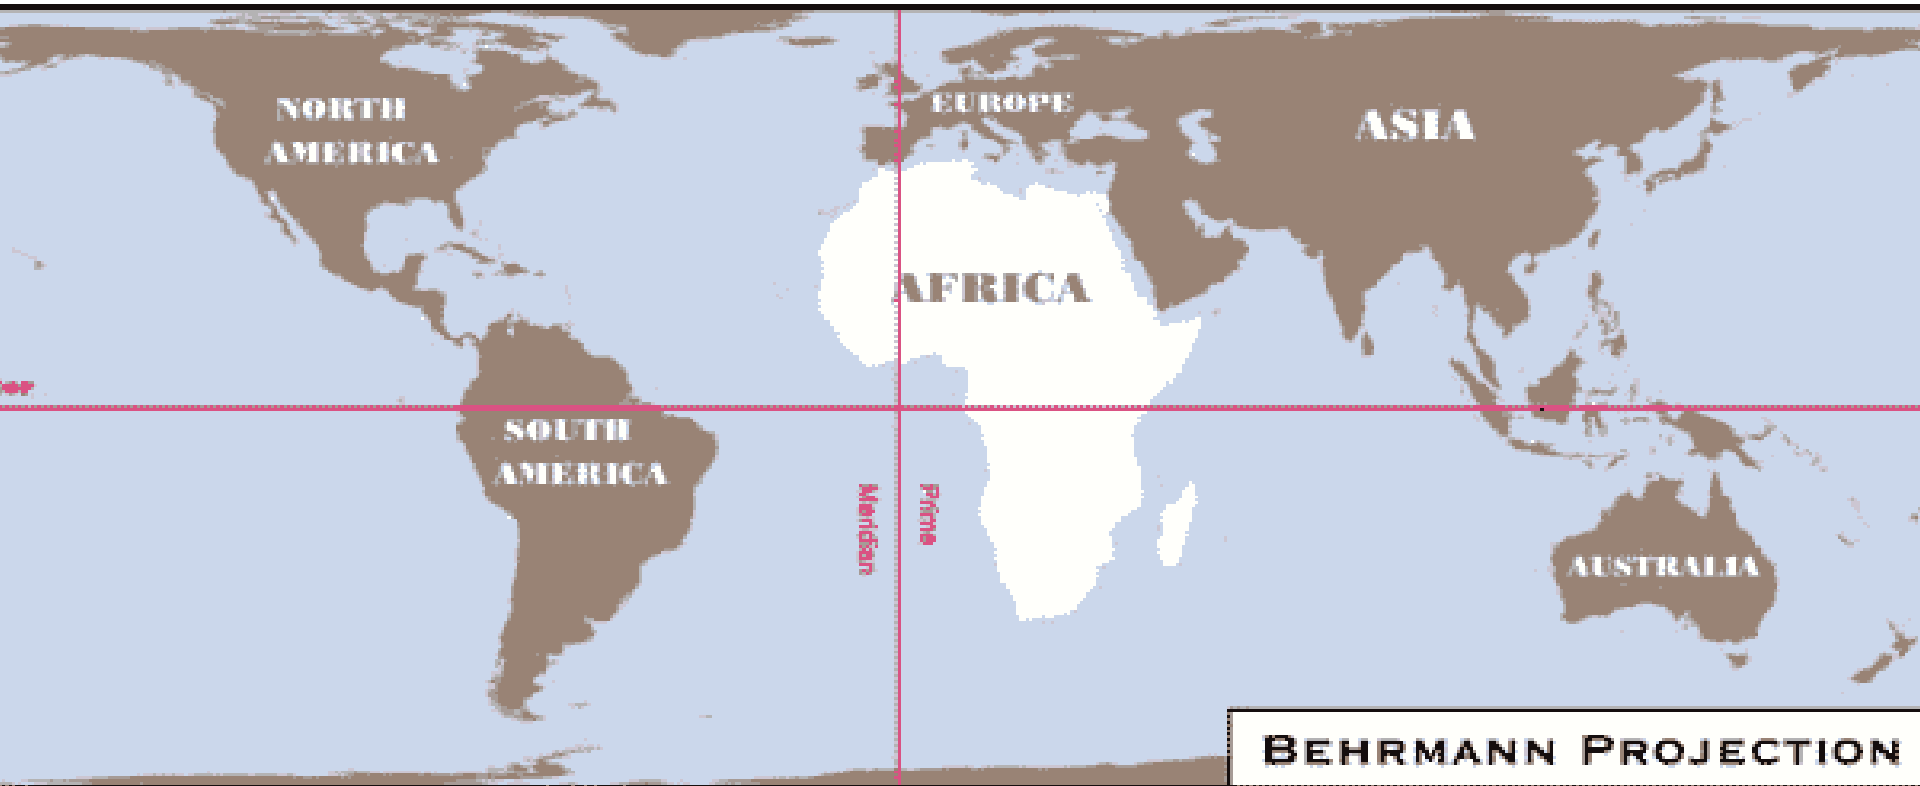 NORTH
AMERICA
EUROPE
ASIA
AFRICA
SOUTH
AMERICA
Prime
Meridian
AUSTRALIA
BEHRMANN PROJECTION